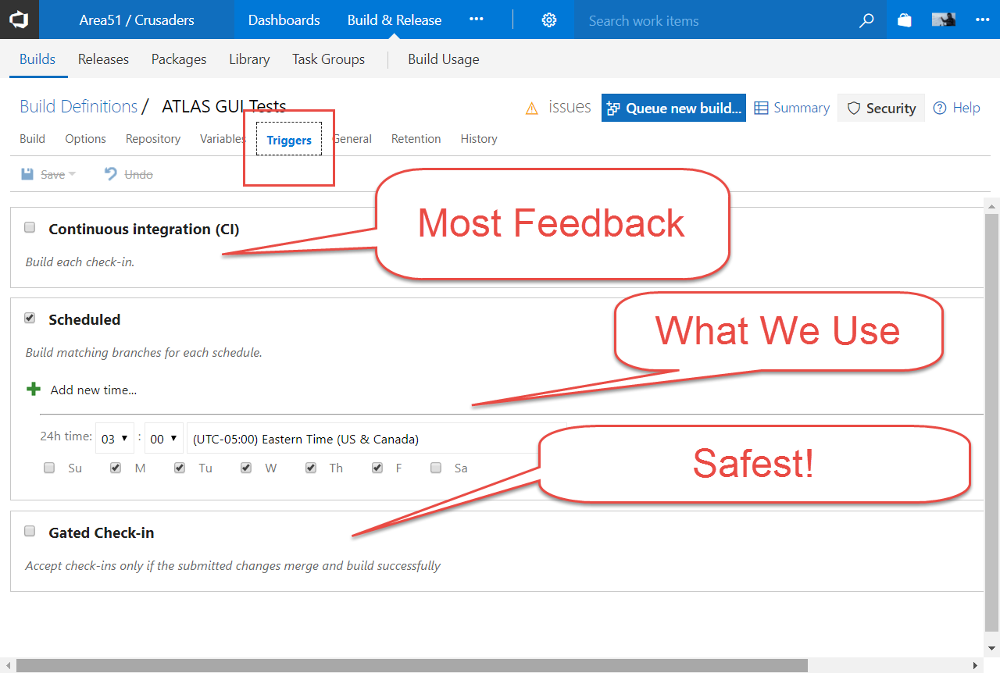 Area51 / Crusaders Dashboards Build & Release ••• Search work items •••
Builds Releases Packages Library Task Groups Build Usage
Build Definitions / ATLAS GUI Tests issues Queue new build... Summary Security Help
Build Options Repository Variables Triggers General Retention History
Save Undo
Most Feedback
Continuous integration (CI)
Build each check-in.
What We Use
Scheduled
Build matching branches for each schedule.
Add new time...
24h time: 03 : 00 (UTC-05:00) Eastern Time (US & Canada)
Su M Tu W Th F Sa
Safest!
Gated Check-in
Accept check-ins only if the submitted changes merge and build successfully